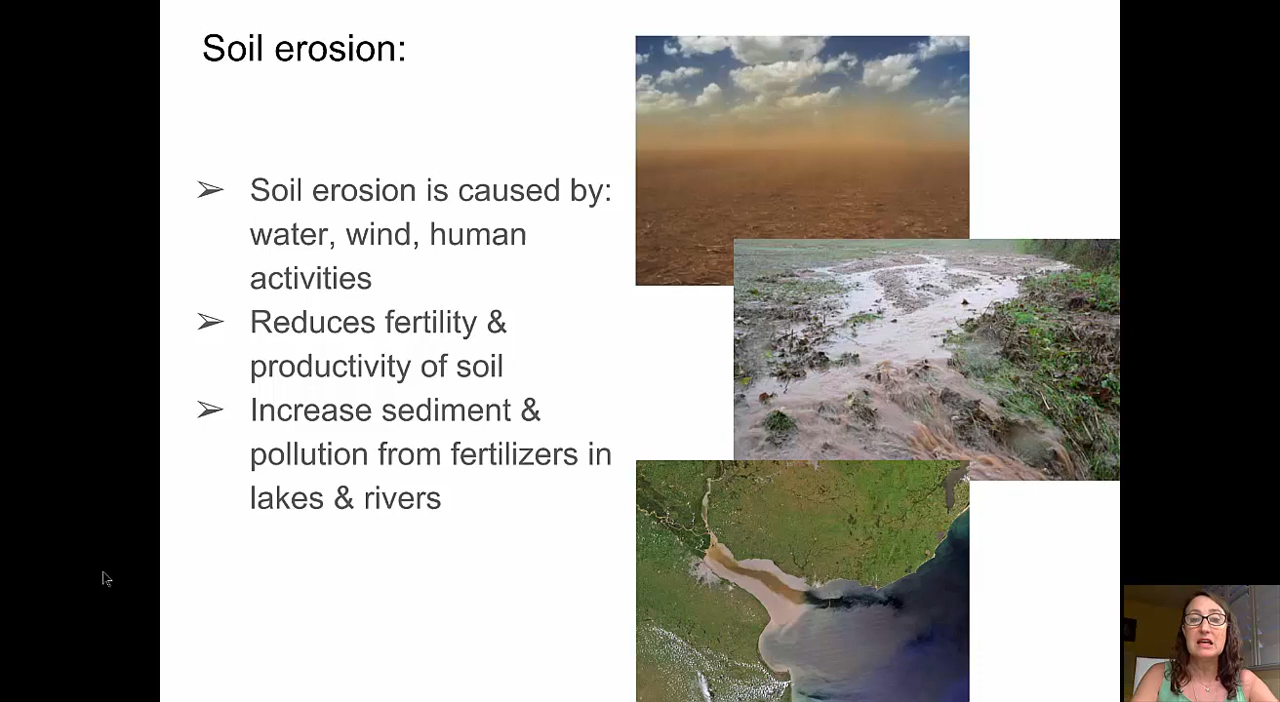 Soil erosion:
➢ Soil erosion is caused by:
water, wind, human
activities
➢ Reduces fertility &
productivity of soil
➢ Increase sediment &
pollution from fertilizers in
lakes & rivers